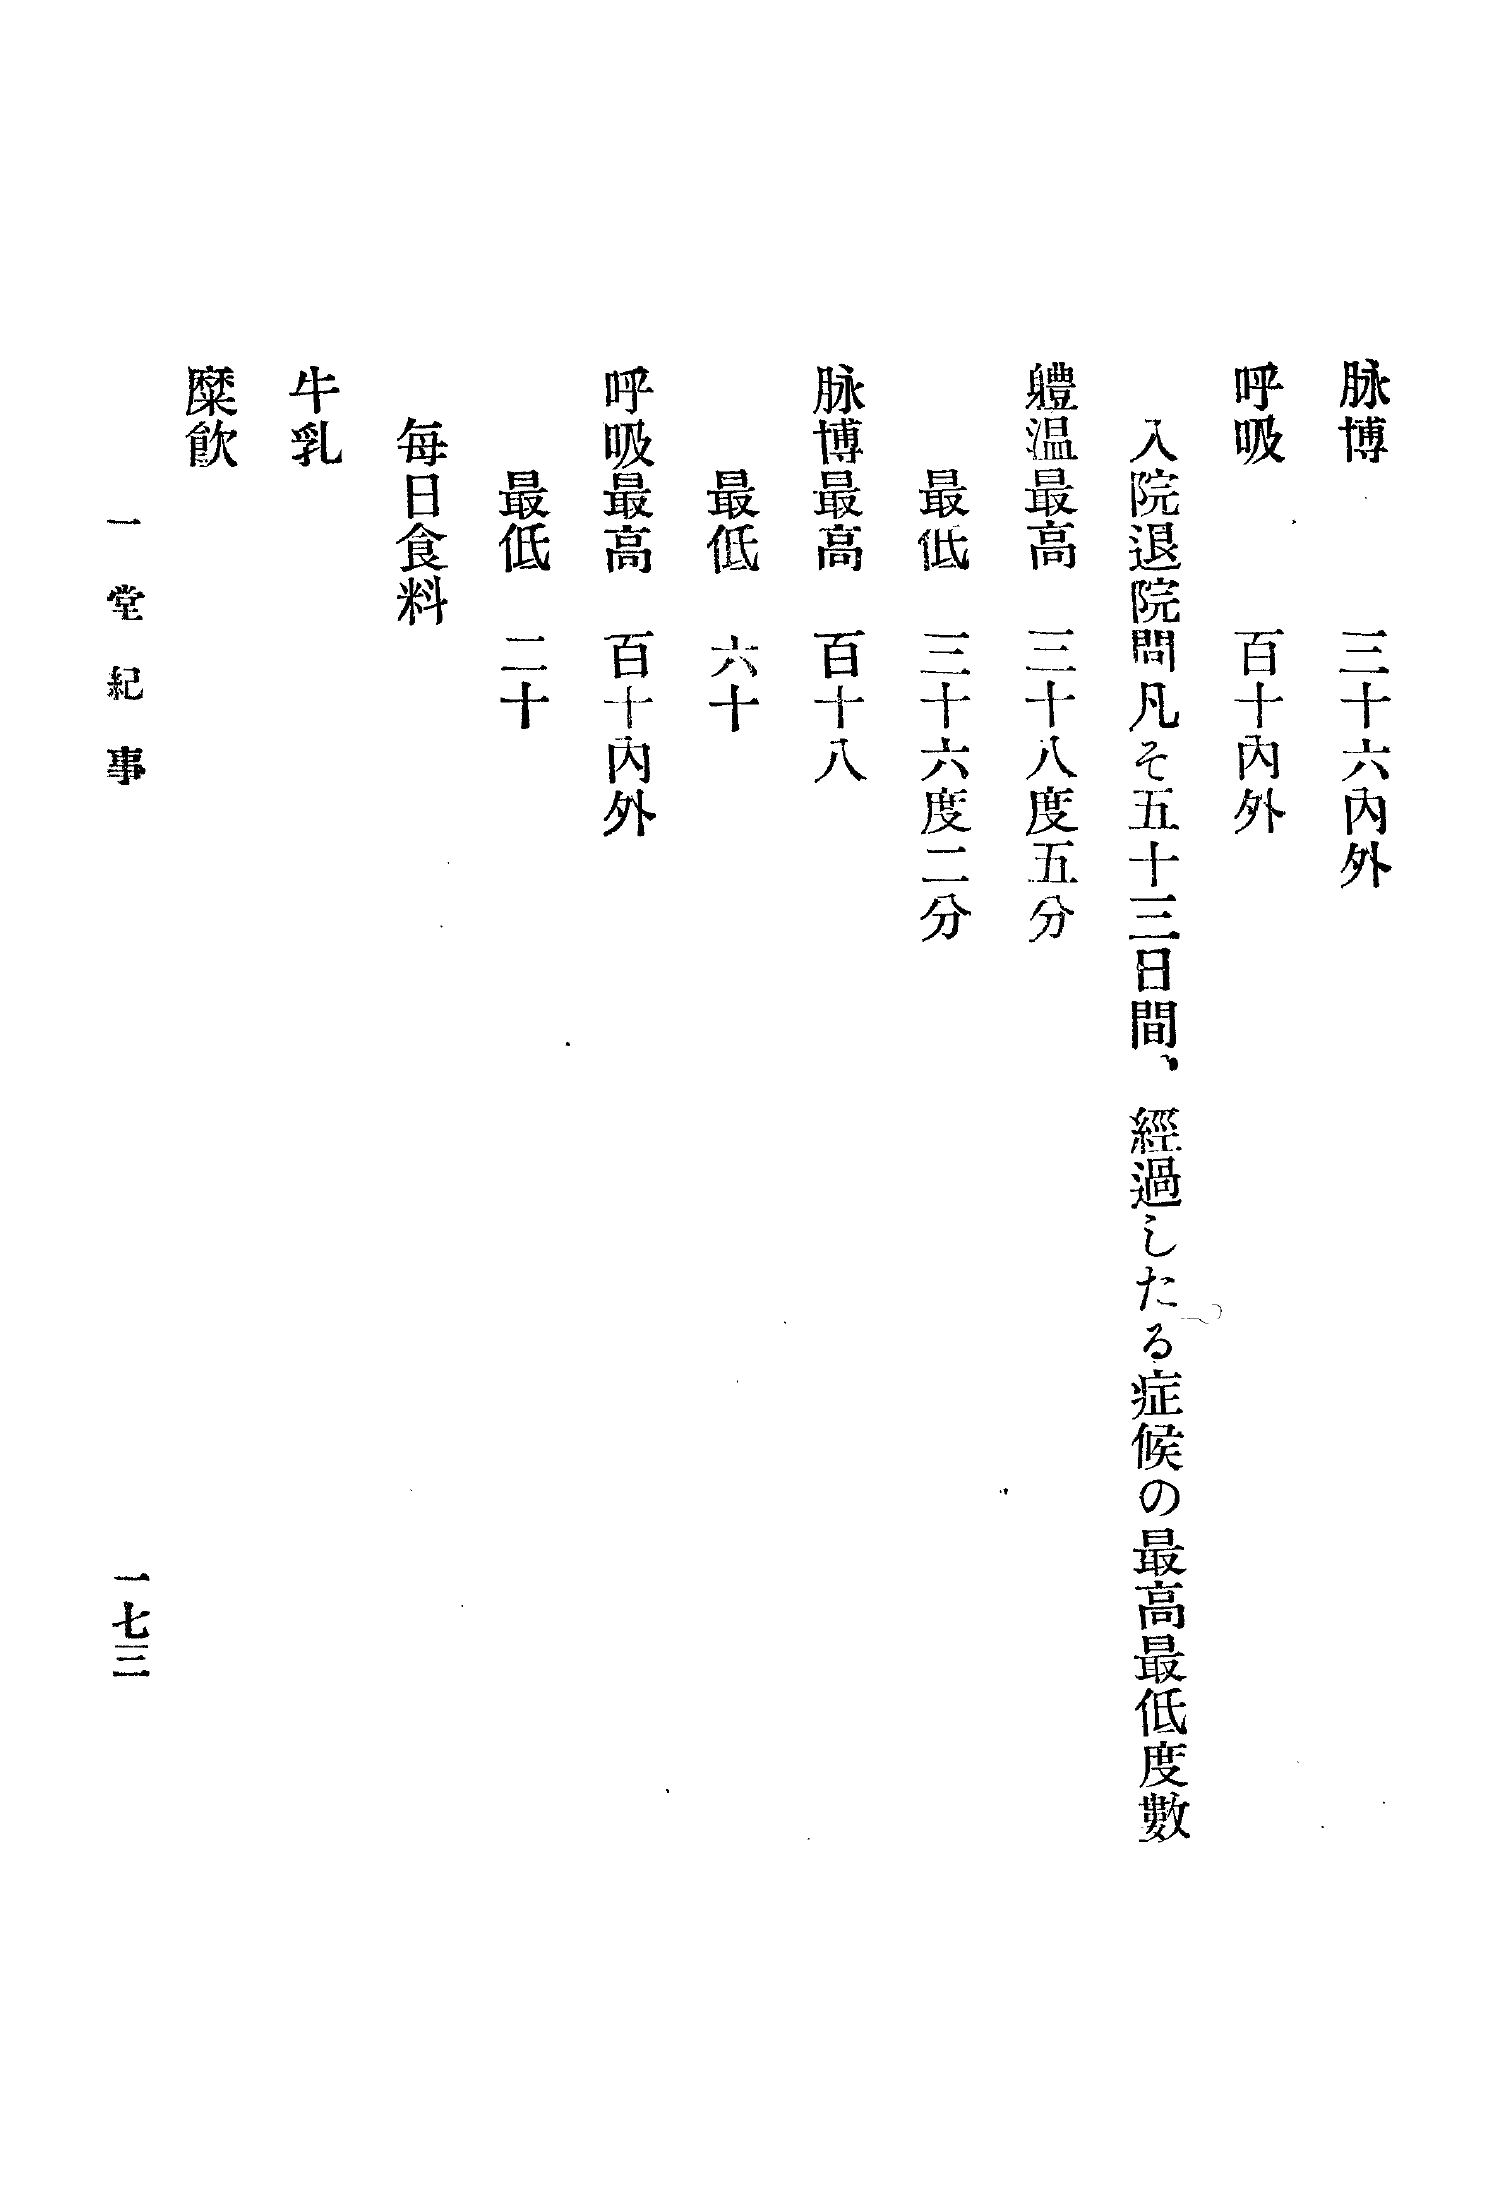 脉博　　　三十六內外
呼吸　　　百十內外
入院退院問凡そ五十三日間、經過したる症候の最高最低度數
軆温最高　三十八度五分
最低　三十六度二分
脉博最高　百十八
最低　六十
呼吸最高　百十內外
最低　二十
每日食料
牛乳
糜飮
一堂紀事
一七三